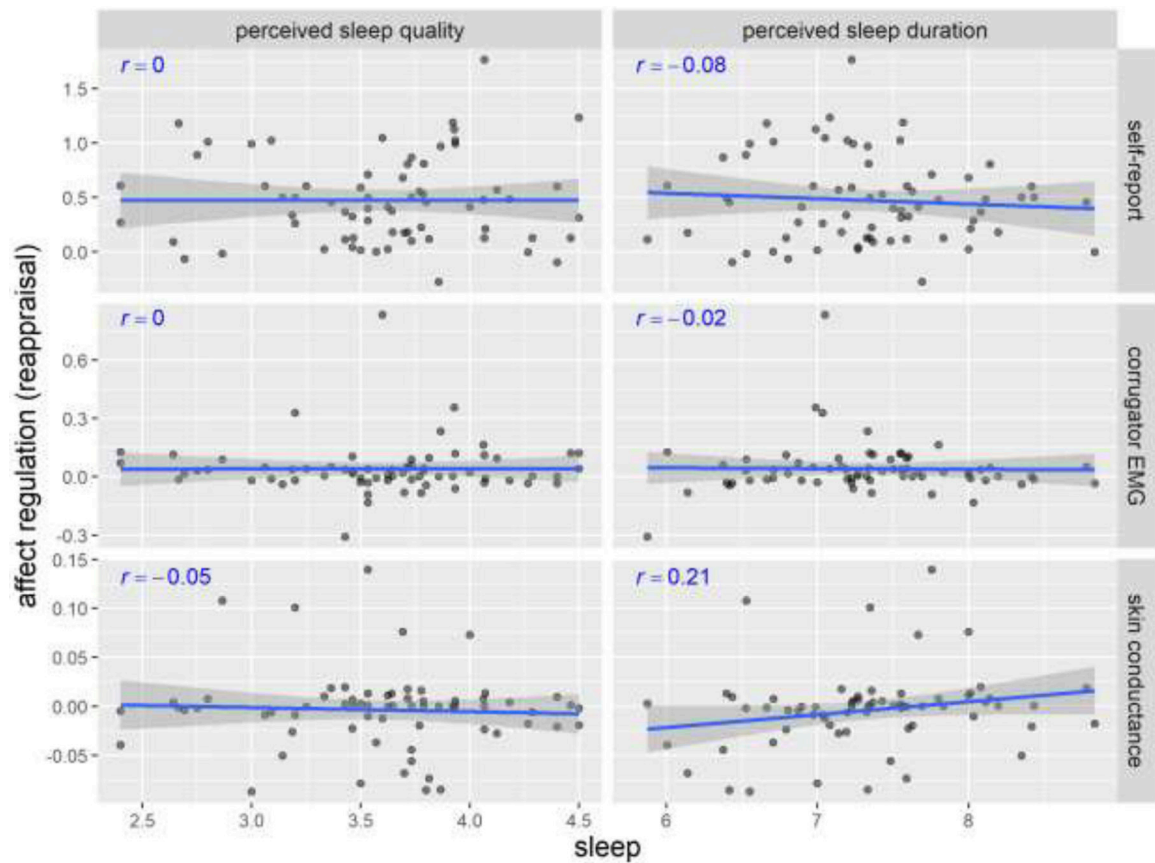 perceived sleep quality
perceived sleep duration
r = 0
r = −0.08
1.5
1.0
0.5
0.0
self-report
r = 0
r = −0.02
0.6
0.3
0.0
-0.3
corrugator EMG
r = −0.05
r = 0.21
0.15
0.10
0.05
0.00
-0.05
skin conductance
affect regulation (reappraisal)
2.5
3.0
3.5
4.0
4.5
6
7
8
sleep